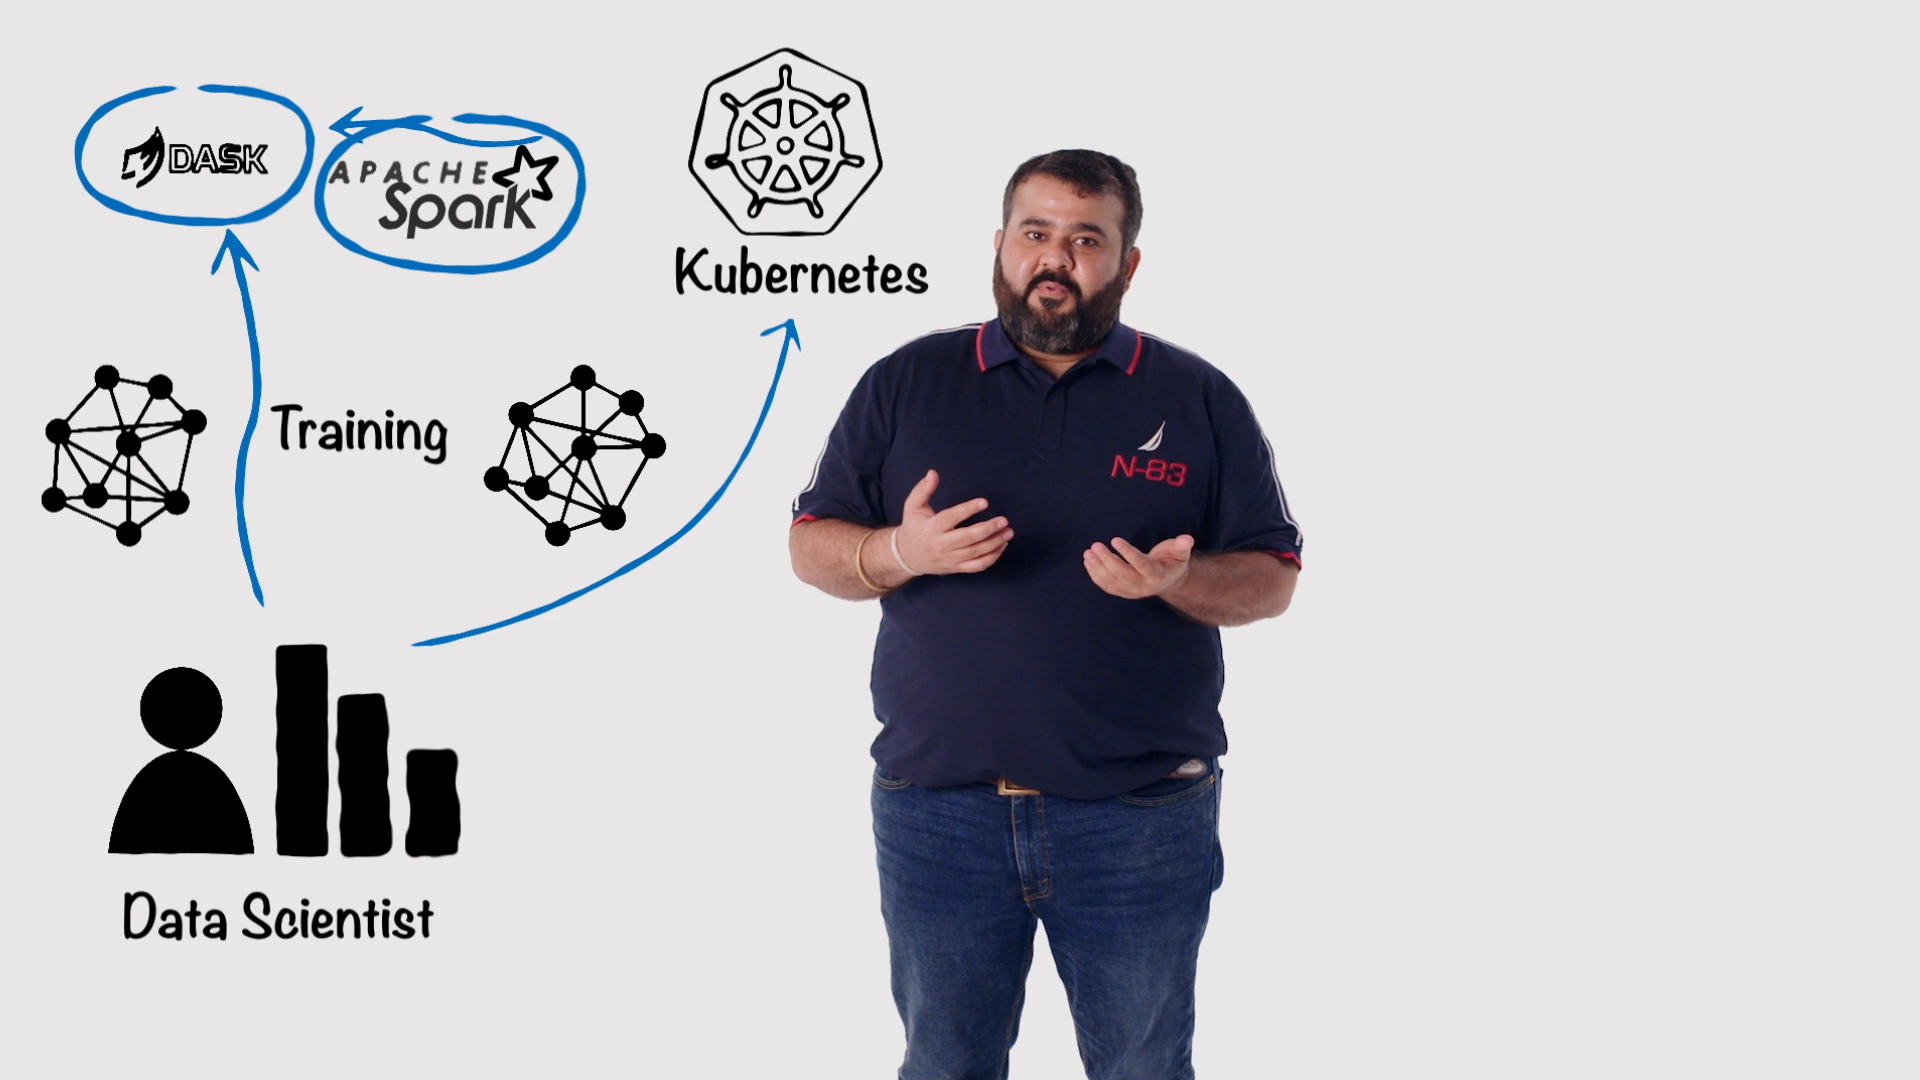 DASK
APACHE
Spark
Kubernetes
Training
N-83
Data Scientist